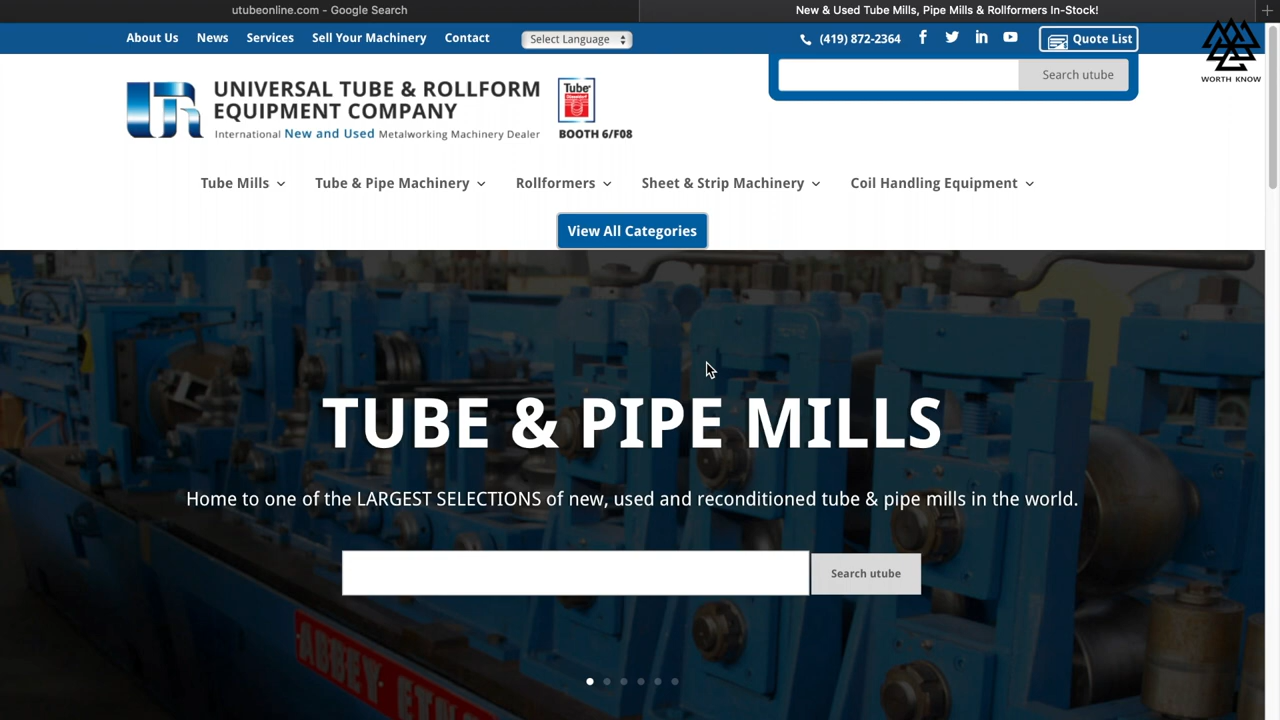 utubeonline.com - Google Search
New & Used Tube Mills, Pipe Mills & Rollformers In-Stock!
About Us News Services Sell Your Machinery Contact Select Language (419) 872-2364 Quote List
WORTH KNOW
Search utube
UNIVERSAL TUBE & ROLLFORM
EQUIPMENT COMPANY
International New and Used Metalworking Machinery Dealer
Tube
BOOTH 6/F08
Tube Mills Tube & Pipe Machinery Rollformers Sheet & Strip Machinery Coil Handling Equipment
View All Categories
TUBE & PIPE MILLS
Home to one of the LARGEST SELECTIONS of new, used and reconditioned tube & pipe mills in the world.
Search utube
ABBEY